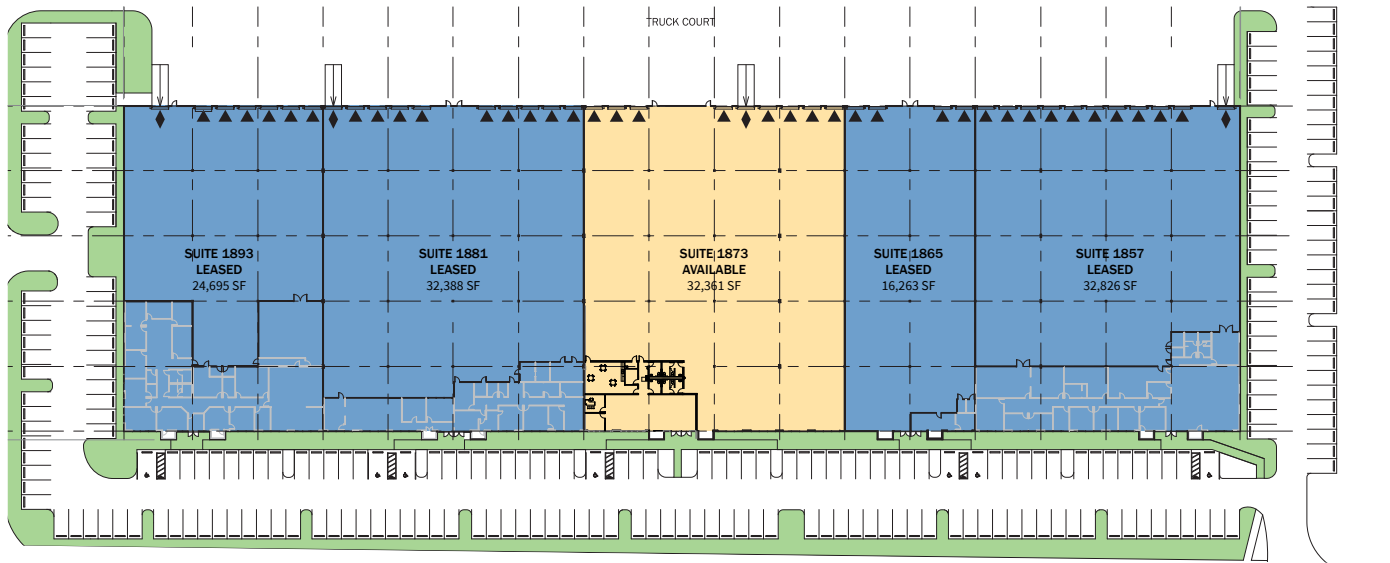 TRUCK COURT
SUITE 1893
LEASED
24,695 SF
SUITE 1881
LEASED
32,388 SF
SUITE 1873
AVAILABLE
32,361 SF
SUITE 1865
LEASED
16,263 SF
SUITE 1857
LEASED
32,826 SF